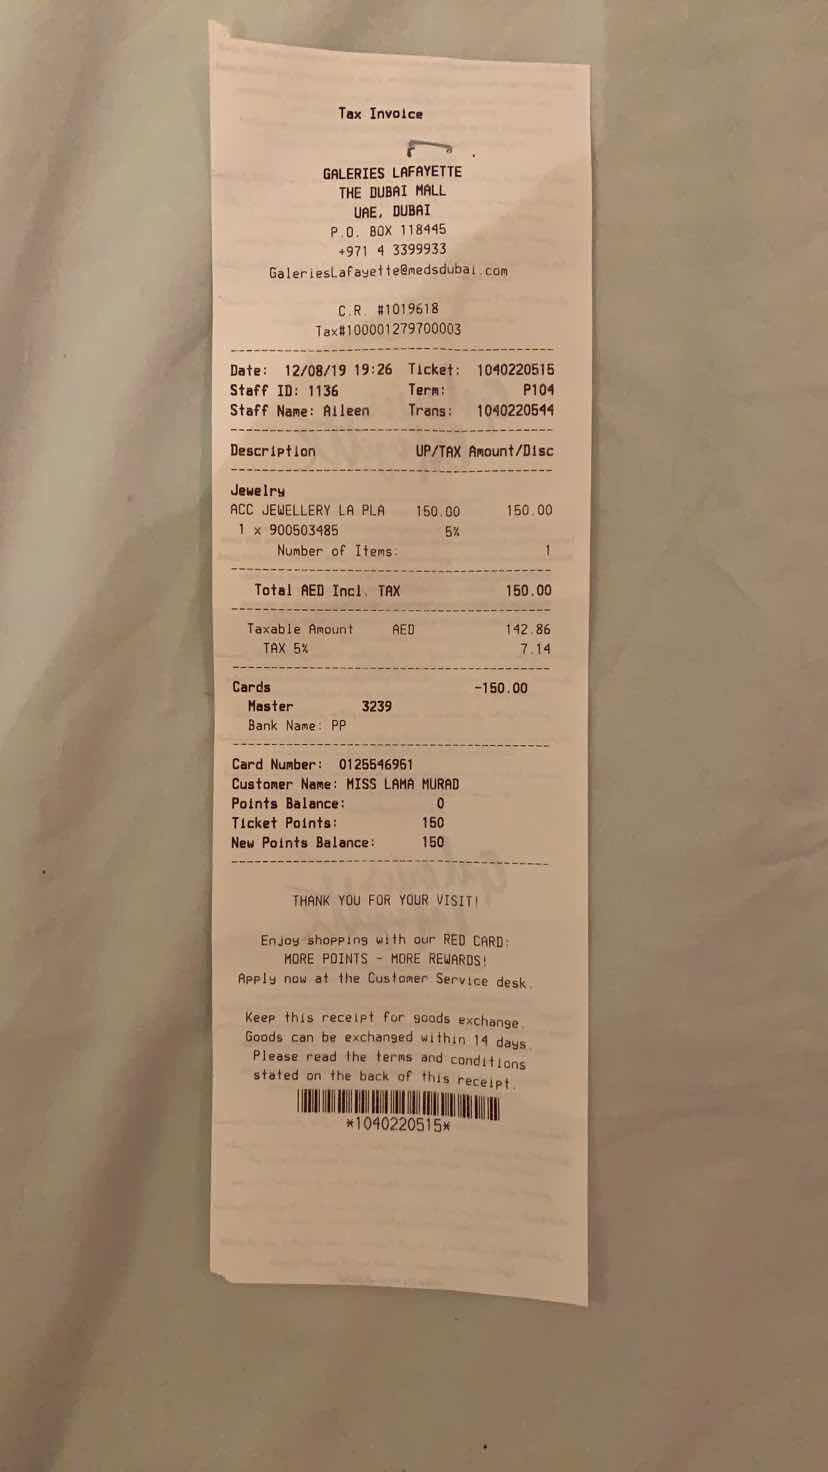 Tax Invoice
GALERIES LAFAYETTE
THE DUBAI MALL
UAE, DUBAI
P.O. BOX 118445
+971 4 3399933
GaleriesLafayette@medsdubai.com
C.R. #1019618
Tax#100001279700003
Date: 12/08/19 19:26 Ticket: 1040220515
Staff ID: 1136 Term: P104
Staff Name: Aileen Trans: 1040220544
Description UP/TAX Amount/Disc
Jewelry
ACC JEWELLERY LA PLA 150.00 150.00
1 x 900503485 5%
Number of Items: 1
Total AED Incl. TAX 150.00
Taxable Amount AED 142.86
TAX 5% 7.14
Cards -150.00
Master 3239
Bank Name: PP
Card Number: 0125546951
Customer Name: MISS LAMA MURAD
Points Balance: 0
Ticket Points: 150
New Points Balance: 150
THANK YOU FOR YOUR VISIT!
Enjoy shopping with our RED CARD:
MORE POINTS - MORE REWARDS!
Apply now at the Customer Service desk.
Keep this receipt for goods exchange.
Goods can be exchanged within 14 days.
Please read the terms and conditions
stated on the back of this receipt.
*1040220515*